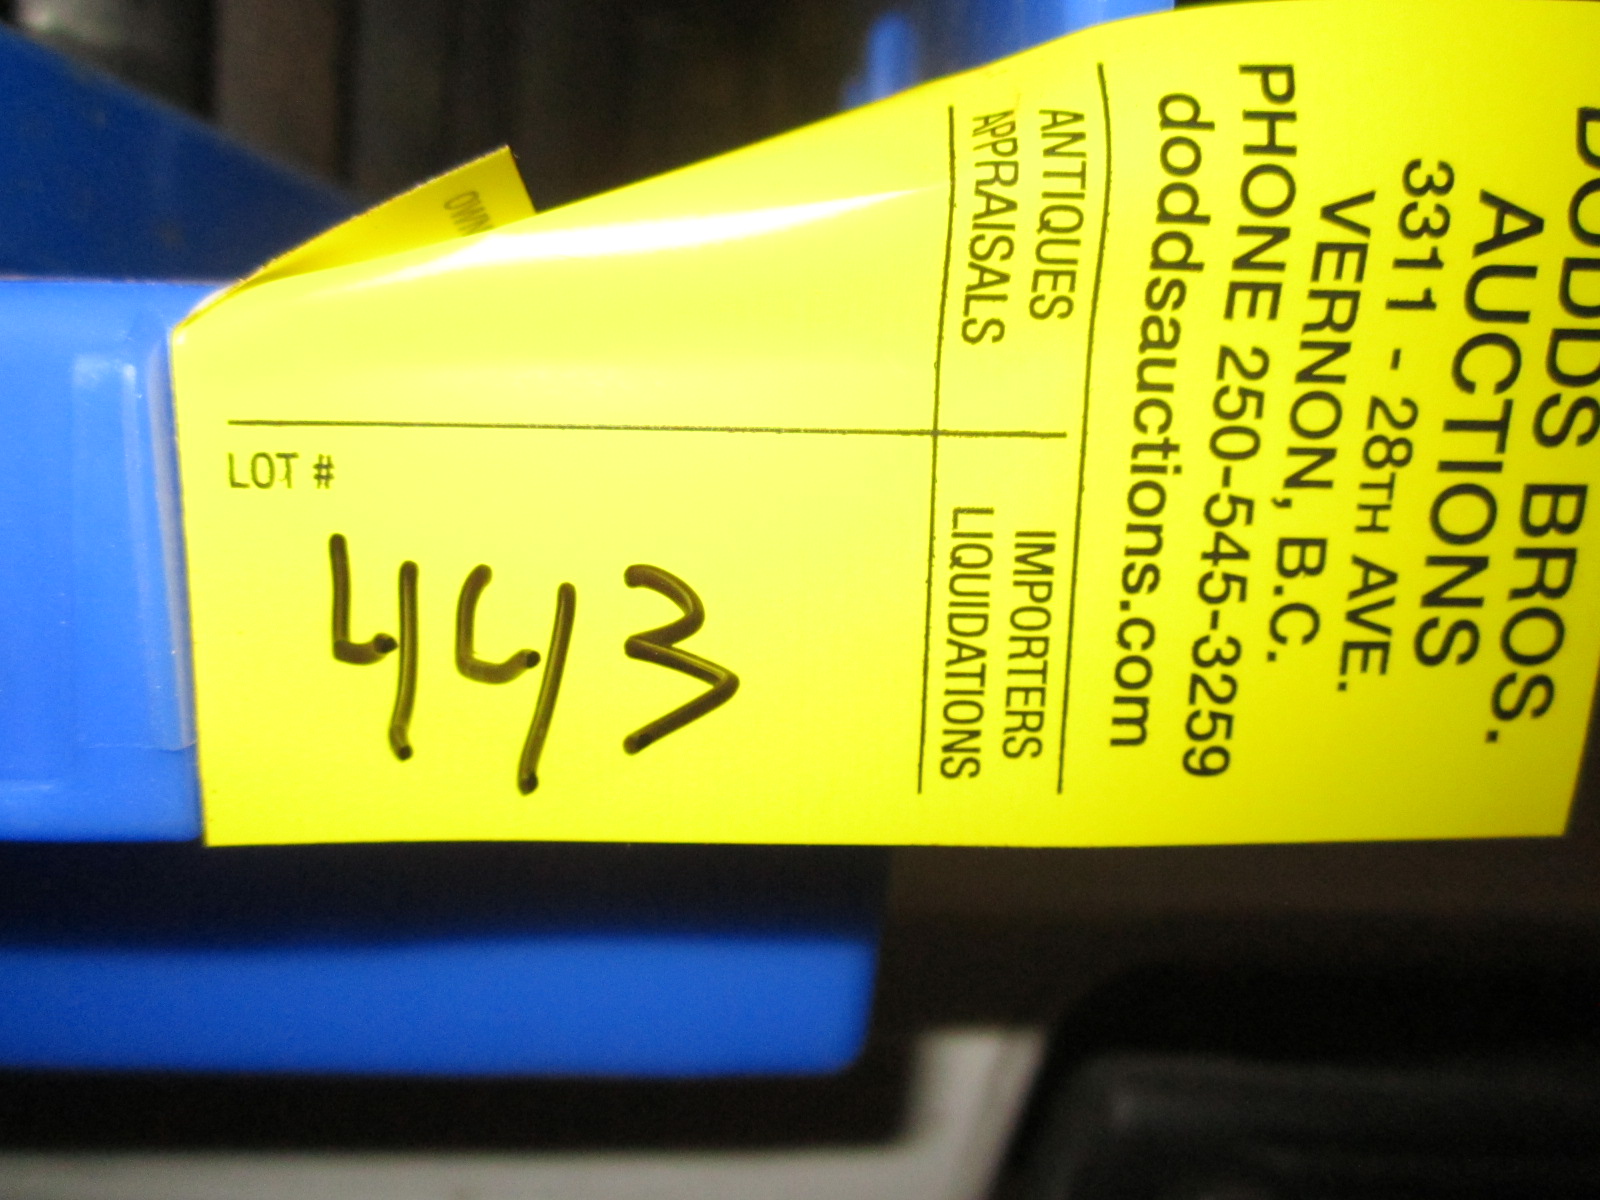 DODDS BROS.
AUCTIONS
3311 - 28TH AVE.
VERNON, B.C.
PHONE 250-545-3259
doddsauctions.com
ANTIQUES
APPRAISALS
IMPORTERS
LIQUIDATIONS
LOT #
443
OWN